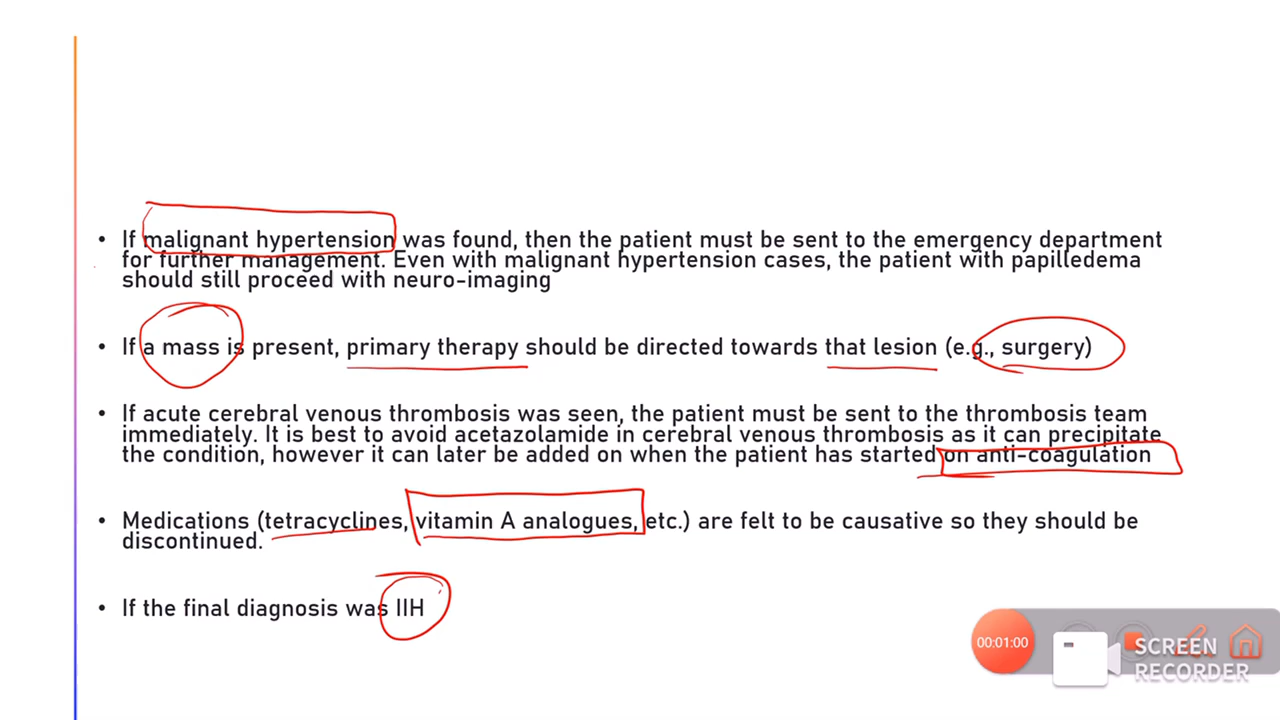 • If malignant hypertension was found, then the patient must be sent to the emergency department
for further management. Even with malignant hypertension cases, the patient with papilledema
should still proceed with neuro-imaging
• If a mass is present, primary therapy should be directed towards that lesion (e.g., surgery)
• If acute cerebral venous thrombosis was seen, the patient must be sent to the thrombosis team
immediately. It is best to avoid acetazolamide in cerebral venous thrombosis as it can precipitate
the condition, however it can later be added on when the patient has started on anti-coagulation
• Medications (tetracyclines, vitamin A analogues, etc.) are felt to be causative so they should be
discontinued.
• If the final diagnosis was IIH
00:01:00
SCREEN
RECORDER